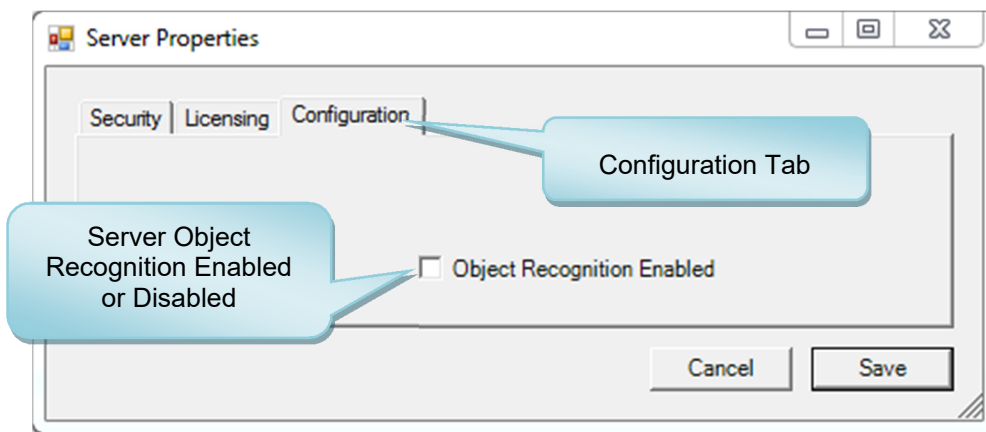 Server Properties
Security Licensing Configuration
Configuration Tab
Server Object
Recognition Enabled
or Disabled
Object Recognition Enabled
Cancel Save